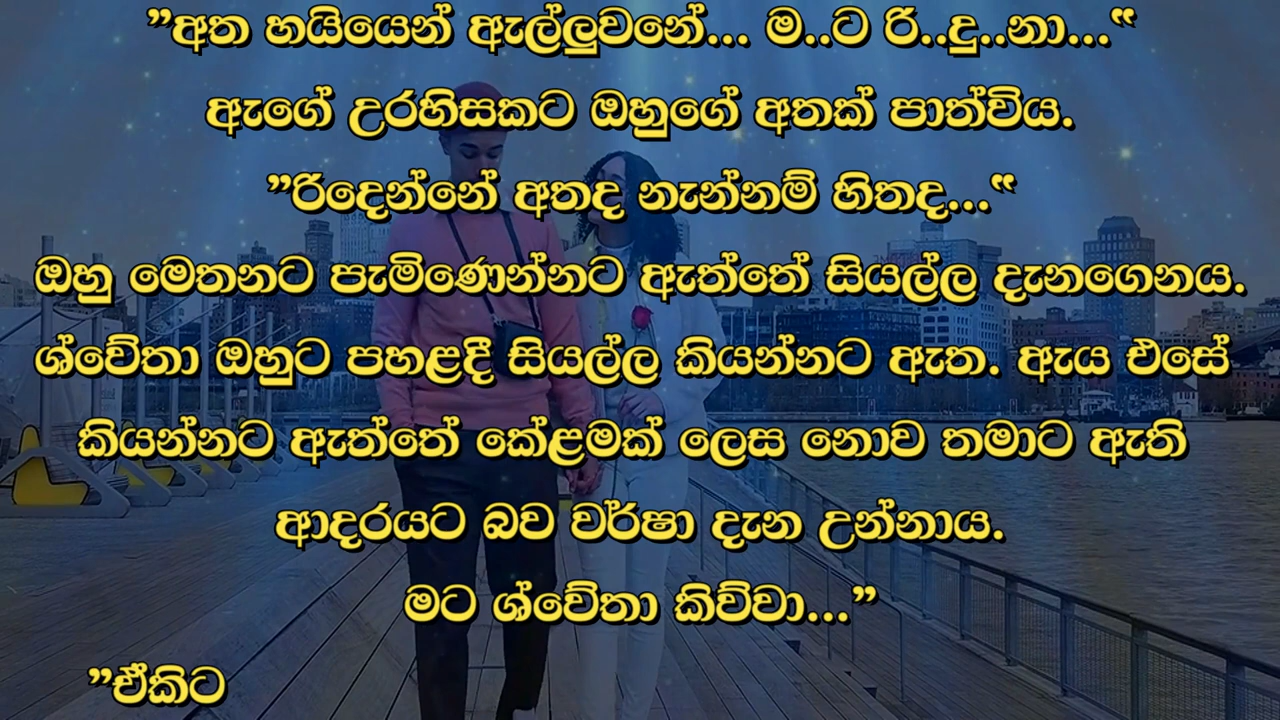 ”අත හයියෙන් ඇල්ලුවනේ... ම..ට රි..දු..නා...“
ඇගේ උරහිසකට ඔහුගේ අතක් පාත්විය.
”රිදෙන්නේ අතද නැන්නම් හිතද...“
ඔහු මෙතනට පැමිණෙන්නට ඇත්තේ සියල්ල දැනගෙනය.
ශ්වේතා ඔහුට පහළදී සියල්ල කියන්නට ඇත. ඇය එසේ
කියන්නට ඇත්තේ කේළමක් ලෙස නොව තමාට ඇති
ආදරයට බව වර්ෂා දැන උන්නාය.
මට ශ්වේතා කිව්වා...”
”ඒකිට